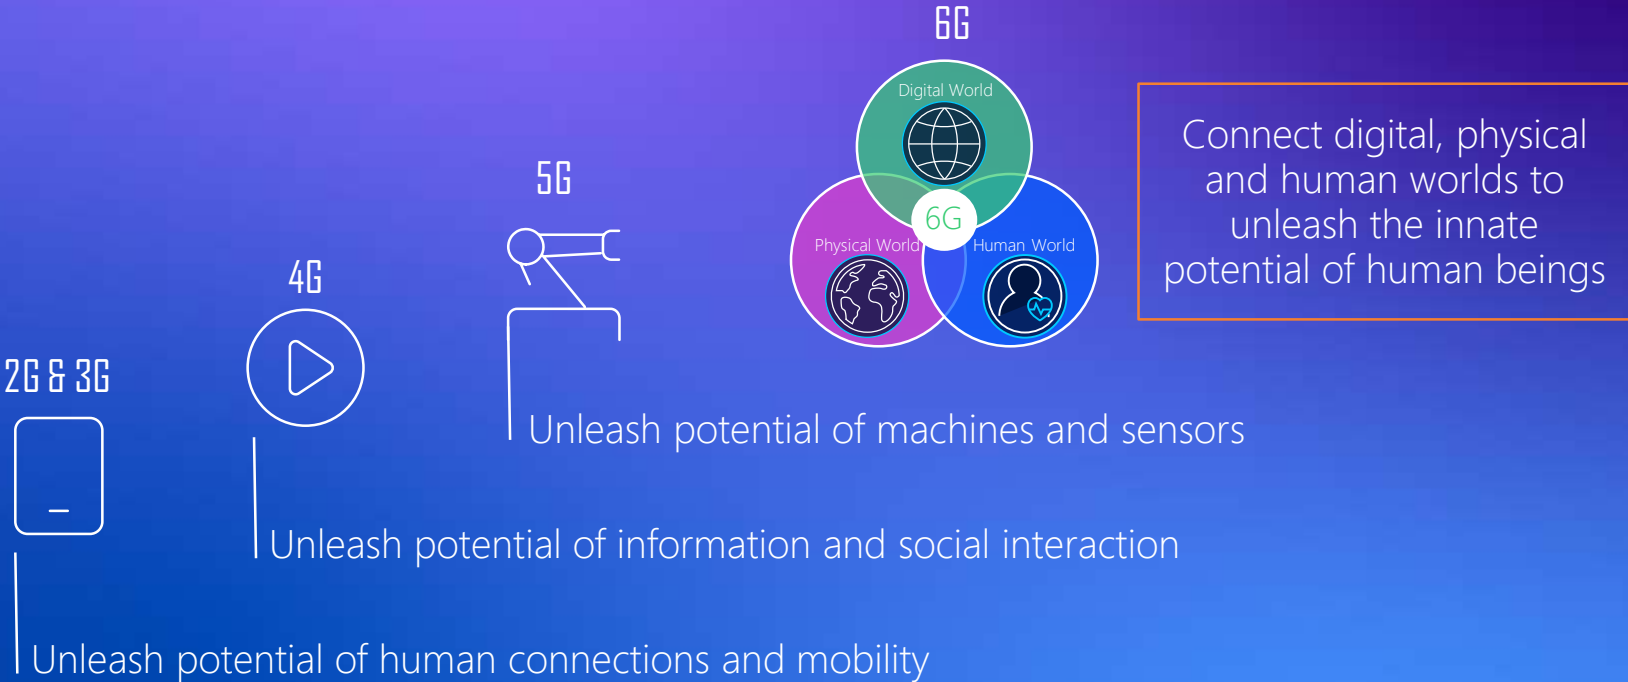 6G
Digital World
6G
Physical World
Human World
Connect digital, physical
and human worlds to
unleash the innate
potential of human beings
5G
Unleash potential of machines and sensors
4G
Unleash potential of information and social interaction
2G & 3G
Unleash potential of human connections and mobility